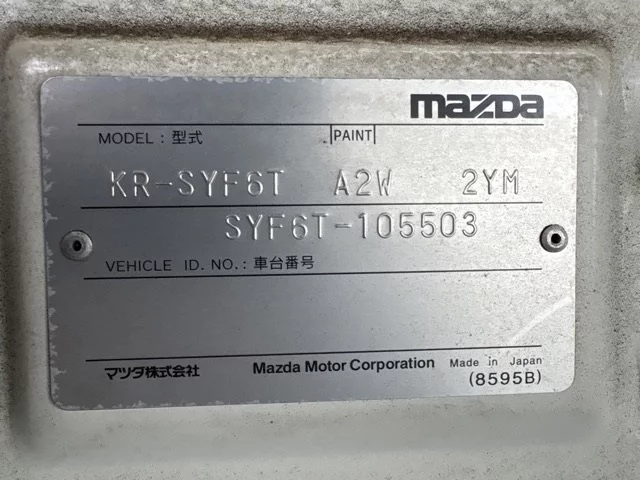 mazda
MODEL : 型式 |PAINT|
KR-SYF6T A2W 2YM
SYF6T-105503
VEHICLE ID. NO. : 車台番号
マツダ株式会社 Mazda Motor Corporation Made in Japan
(8595B)